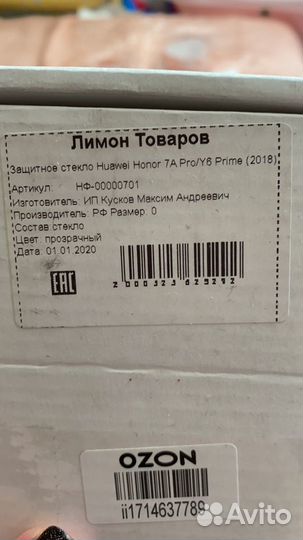 Лимон Товаров
Защитное стекло Huawei Honor 7A Pro/Y6 Prime (2018)
Артикул: НФ-00000701
Изготовитель: ИП Кусков Максим Андреевич
Производитель: РФ Размер: 0
Состав стекло
Цвет прозрачный
Дата: 01.01.2020
EAC
OZON
ii1714637789
Avito